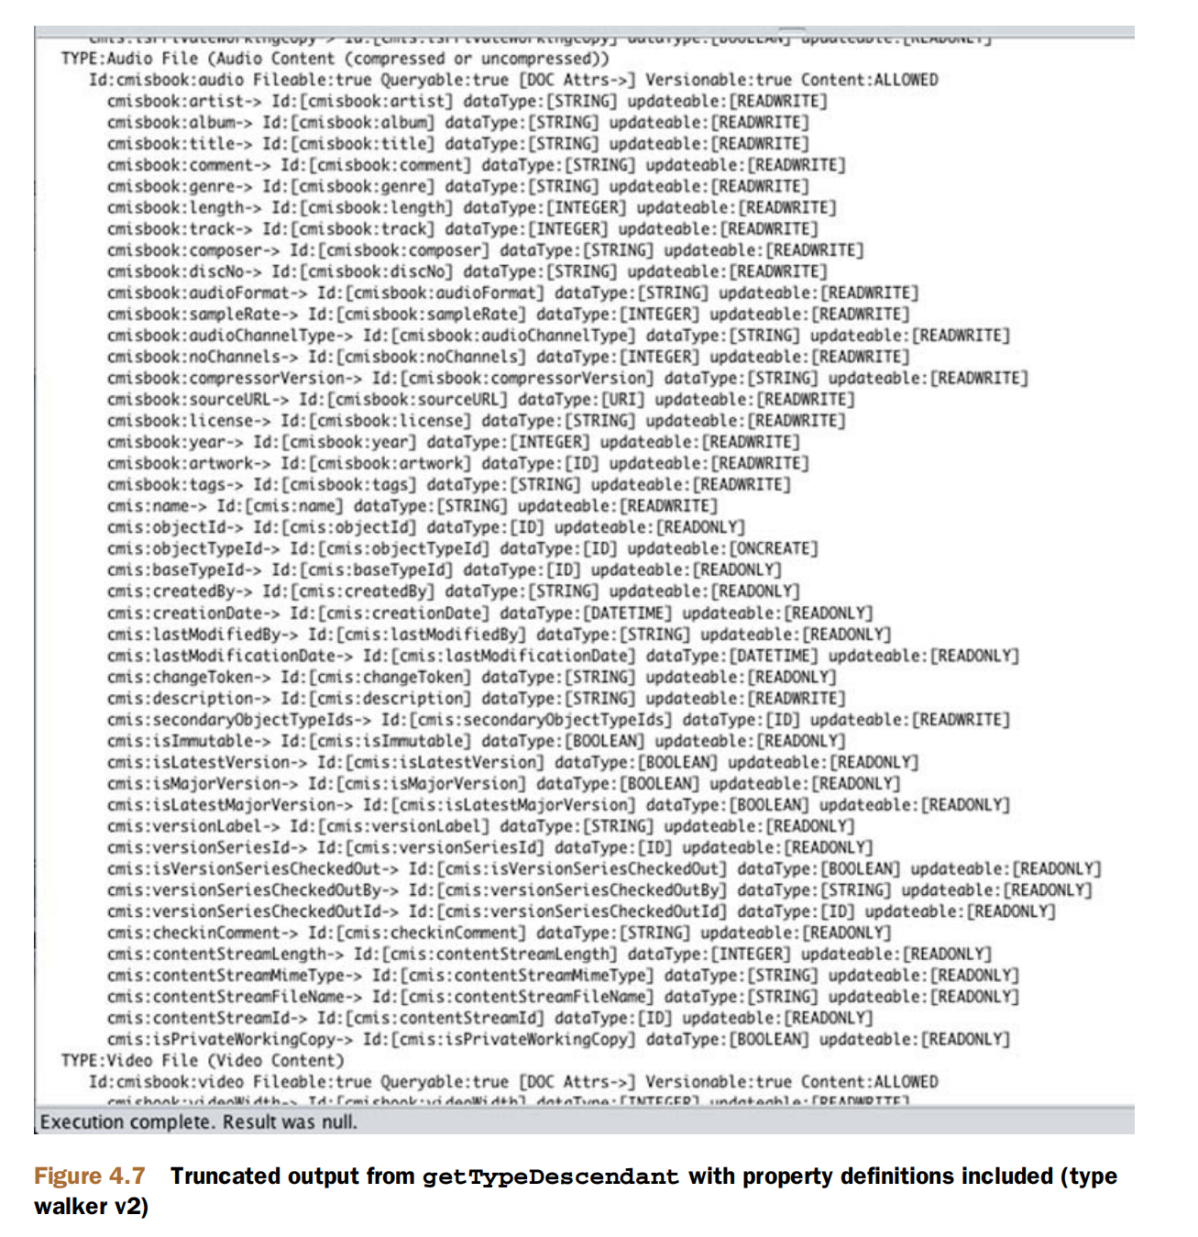 cmis:isPrivateWorkingCopy-> Id:[cmis:isPrivateWorkingCopy] dataType:[BOOLEAN] updateable:[READONLY]
TYPE:Audio File (Audio Content (compressed or uncompressed))
Id:cmisbook:audio Fileable:true Queryable:true [DOC Attrs->] Versionable:true Content:ALLOWED
cmisbook:artist-> Id:[cmisbook:artist] dataType:[STRING] updateable:[READWRITE]
cmisbook:album-> Id:[cmisbook:album] dataType:[STRING] updateable:[READWRITE]
cmisbook:title-> Id:[cmisbook:title] dataType:[STRING] updateable:[READWRITE]
cmisbook:comment-> Id:[cmisbook:comment] dataType:[STRING] updateable:[READWRITE]
cmisbook:genre-> Id:[cmisbook:genre] dataType:[STRING] updateable:[READWRITE]
cmisbook:length-> Id:[cmisbook:length] dataType:[INTEGER] updateable:[READWRITE]
cmisbook:track-> Id:[cmisbook:track] dataType:[INTEGER] updateable:[READWRITE]
cmisbook:composer-> Id:[cmisbook:composer] dataType:[STRING] updateable:[READWRITE]
cmisbook:discNo-> Id:[cmisbook:discNo] dataType:[STRING] updateable:[READWRITE]
cmisbook:audioFormat-> Id:[cmisbook:audioFormat] dataType:[STRING] updateable:[READWRITE]
cmisbook:sampleRate-> Id:[cmisbook:sampleRate] dataType:[INTEGER] updateable:[READWRITE]
cmisbook:audioChannelType-> Id:[cmisbook:audioChannelType] dataType:[STRING] updateable:[READWRITE]
cmisbook:noChannels-> Id:[cmisbook:noChannels] dataType:[INTEGER] updateable:[READWRITE]
cmisbook:compressorVersion-> Id:[cmisbook:compressorVersion] dataType:[STRING] updateable:[READWRITE]
cmisbook:sourceURL-> Id:[cmisbook:sourceURL] dataType:[URI] updateable:[READWRITE]
cmisbook:license-> Id:[cmisbook:license] dataType:[STRING] updateable:[READWRITE]
cmisbook:year-> Id:[cmisbook:year] dataType:[INTEGER] updateable:[READWRITE]
cmisbook:artwork-> Id:[cmisbook:artwork] dataType:[ID] updateable:[READWRITE]
cmisbook:tags-> Id:[cmisbook:tags] dataType:[STRING] updateable:[READWRITE]
cmis:name-> Id:[cmis:name] dataType:[STRING] updateable:[READWRITE]
cmis:objectId-> Id:[cmis:objectId] dataType:[ID] updateable:[READONLY]
cmis:objectTypeId-> Id:[cmis:objectTypeId] dataType:[ID] updateable:[ONCREATE]
cmis:baseTypeId-> Id:[cmis:baseTypeId] dataType:[ID] updateable:[READONLY]
cmis:createdBy-> Id:[cmis:createdBy] dataType:[STRING] updateable:[READONLY]
cmis:creationDate-> Id:[cmis:creationDate] dataType:[DATETIME] updateable:[READONLY]
cmis:lastModifiedBy-> Id:[cmis:lastModifiedBy] dataType:[STRING] updateable:[READONLY]
cmis:lastModificationDate-> Id:[cmis:lastModificationDate] dataType:[DATETIME] updateable:[READONLY]
cmis:changeToken-> Id:[cmis:changeToken] dataType:[STRING] updateable:[READONLY]
cmis:description-> Id:[cmis:description] dataType:[STRING] updateable:[READWRITE]
cmis:secondaryObjectTypeIds-> Id:[cmis:secondaryObjectTypeIds] dataType:[ID] updateable:[READWRITE]
cmis:isImmutable-> Id:[cmis:isImmutable] dataType:[BOOLEAN] updateable:[READONLY]
cmis:isLatestVersion-> Id:[cmis:isLatestVersion] dataType:[BOOLEAN] updateable:[READONLY]
cmis:isMajorVersion-> Id:[cmis:isMajorVersion] dataType:[BOOLEAN] updateable:[READONLY]
cmis:isLatestMajorVersion-> Id:[cmis:isLatestMajorVersion] dataType:[BOOLEAN] updateable:[READONLY]
cmis:versionLabel-> Id:[cmis:versionLabel] dataType:[STRING] updateable:[READONLY]
cmis:versionSeriesId-> Id:[cmis:versionSeriesId] dataType:[ID] updateable:[READONLY]
cmis:isVersionSeriesCheckedOut-> Id:[cmis:isVersionSeriesCheckedOut] dataType:[BOOLEAN] updateable:[READONLY]
cmis:versionSeriesCheckedOutBy-> Id:[cmis:versionSeriesCheckedOutBy] dataType:[STRING] updateable:[READONLY]
cmis:versionSeriesCheckedOutId-> Id:[cmis:versionSeriesCheckedOutId] dataType:[ID] updateable:[READONLY]
cmis:checkinComment-> Id:[cmis:checkinComment] dataType:[STRING] updateable:[READONLY]
cmis:contentStreamLength-> Id:[cmis:contentStreamLength] dataType:[INTEGER] updateable:[READONLY]
cmis:contentStreamMimeType-> Id:[cmis:contentStreamMimeType] dataType:[STRING] updateable:[READONLY]
cmis:contentStreamFileName-> Id:[cmis:contentStreamFileName] dataType:[STRING] updateable:[READONLY]
cmis:contentStreamId-> Id:[cmis:contentStreamId] dataType:[ID] updateable:[READONLY]
cmis:isPrivateWorkingCopy-> Id:[cmis:isPrivateWorkingCopy] dataType:[BOOLEAN] updateable:[READONLY]
TYPE:Video File (Video Content)
Id:cmisbook:video Fileable:true Queryable:true [DOC Attrs->] Versionable:true Content:ALLOWED
cmisbook:videoWidth-> Id:[cmisbook:videoWidth] dataType:[INTEGER] updateable:[READWRITE]
Execution complete. Result was null.
Figure 4.7 Truncated output from getTypeDescendant with property definitions included (type
walker v2)